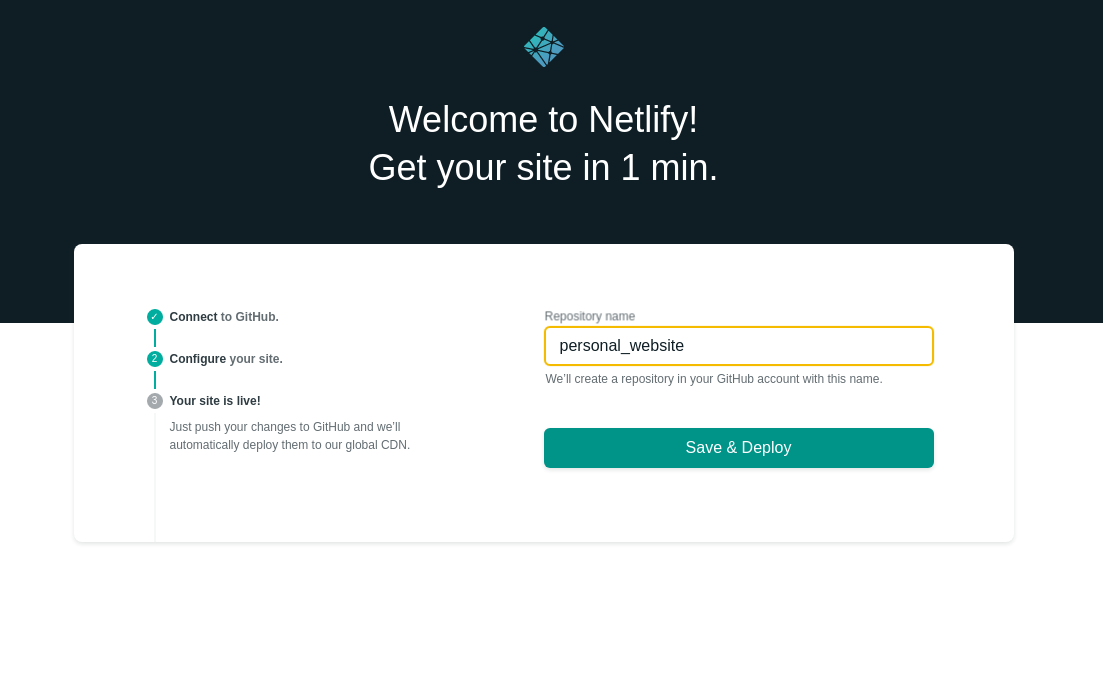 Welcome to Netlify!
Get your site in 1 min.
✓ Connect to GitHub.
2 Configure your site.
3 Your site is live!
Just push your changes to GitHub and we’ll
automatically deploy them to our global CDN.
Repository name
personal_website
We’ll create a repository in your GitHub account with this name.
Save & Deploy